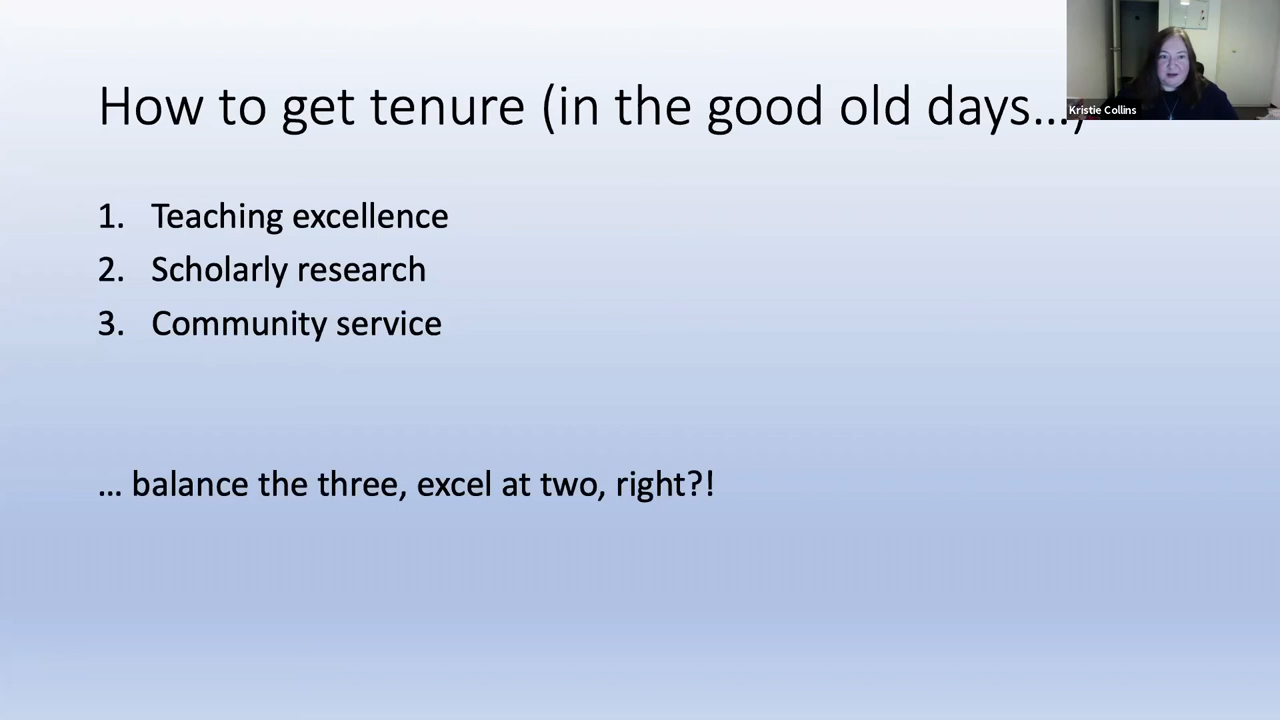 How to get tenure (in the good old days...)
1. Teaching excellence
2. Scholarly research
3. Community service
... balance the three, excel at two, right?!
Kristie Collins